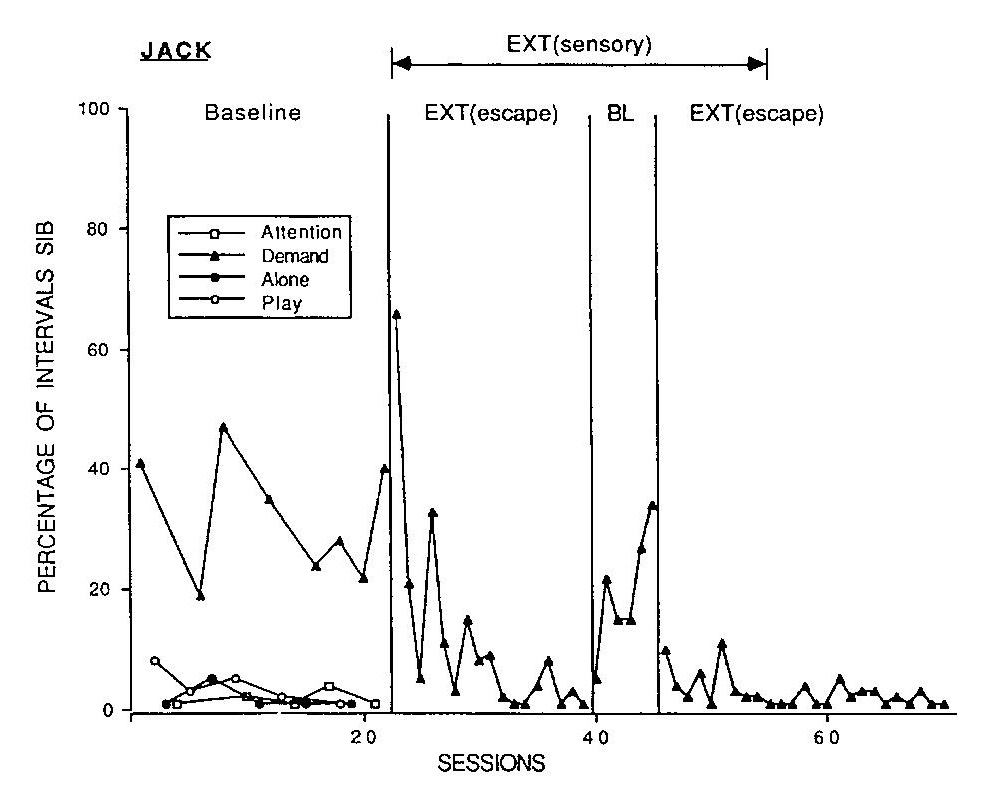 JACK
EXT(sensory)
Baseline
EXT(escape)
BL
EXT(escape)
100
80
60
40
20
0
PERCENTAGE OF INTERVALS SIB
Attention
Demand
Alone
Play
20
40
60
SESSIONS